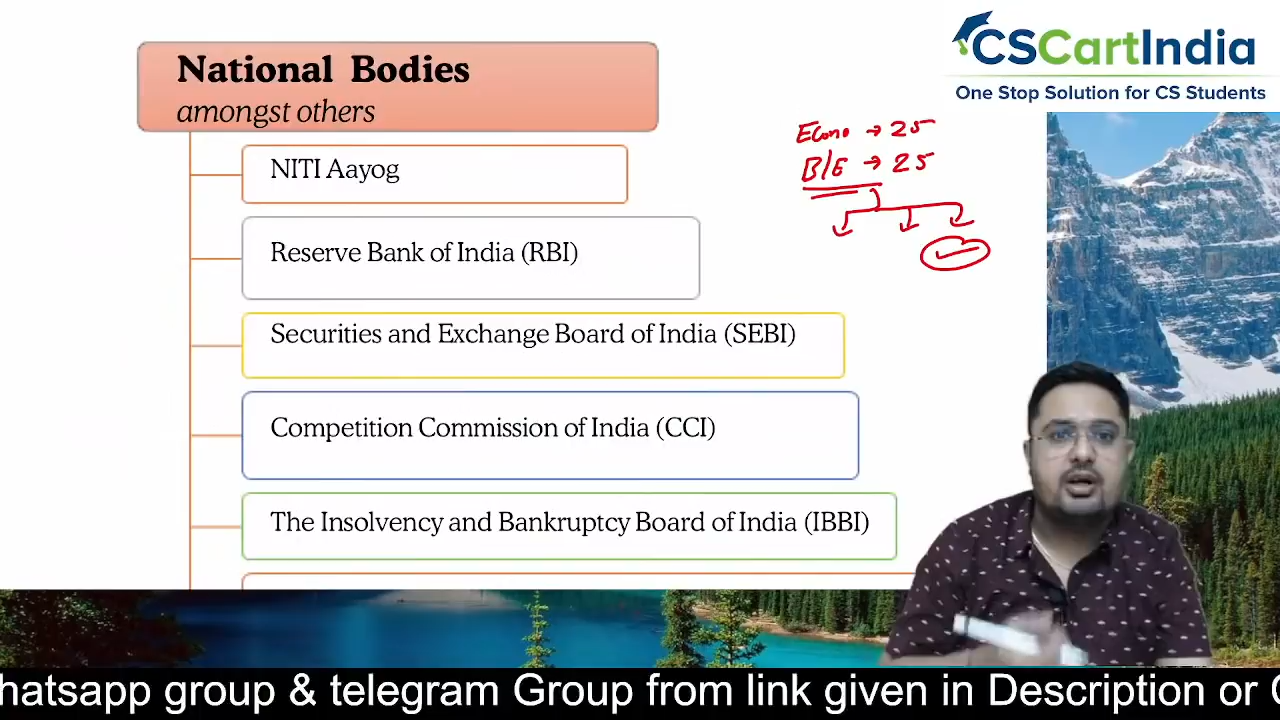 National Bodies
amongst others
NITI Aayog
Reserve Bank of India (RBI)
Securities and Exchange Board of India (SEBI)
Competition Commission of India (CCI)
The Insolvency and Bankruptcy Board of India (IBBI)
CSCartIndia
One Stop Solution for CS Students
Econo → 25
B/E → 25
hatsapp group & telegram Group from link given in Description or